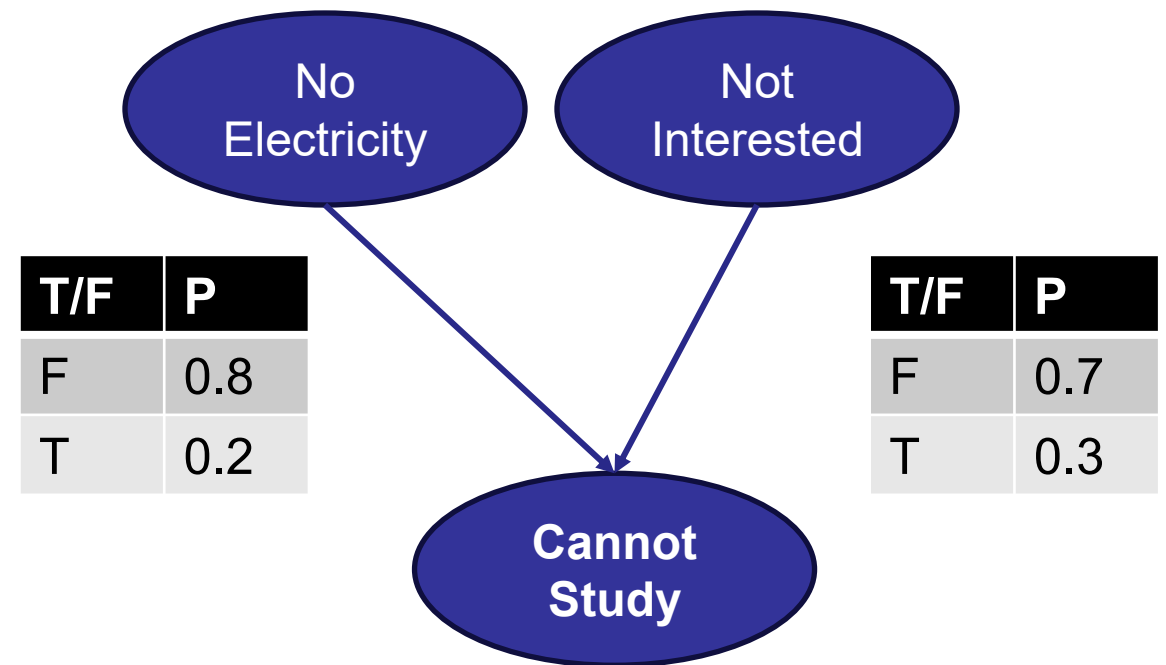 No
Electricity
Not
Interested
T/F P
F 0.8
T 0.2
T/F P
F 0.7
T 0.3
Cannot
Study